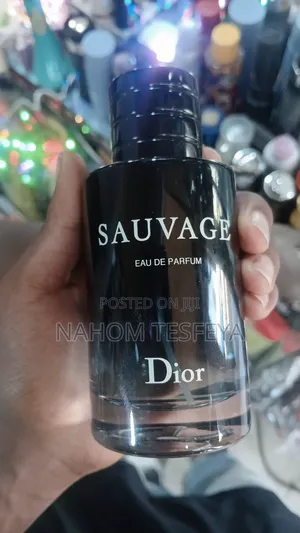 SAUVAGE
EAU DE PARFUM
POSTED ON JIJI
NAHOM TESFEYA
Dior